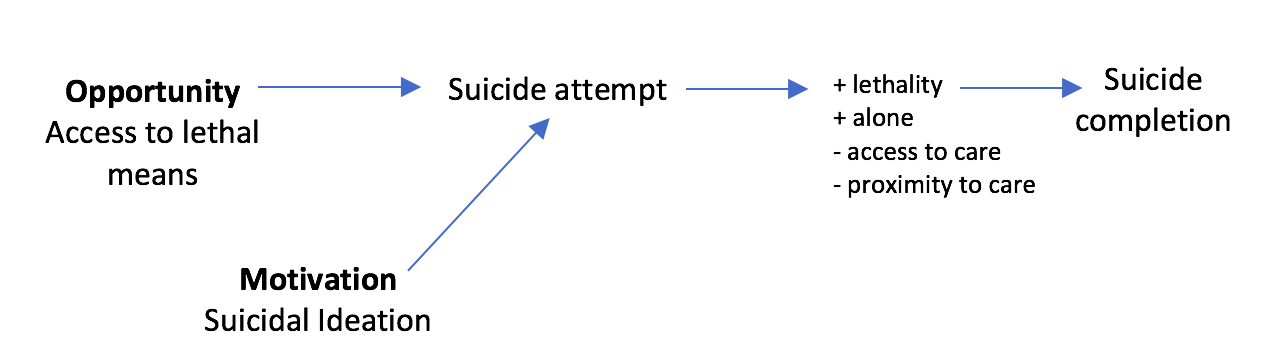 Opportunity
Access to lethal
means
Suicide attempt
+ lethality
+ alone
- access to care
- proximity to care
Suicide
completion
Motivation
Suicidal Ideation